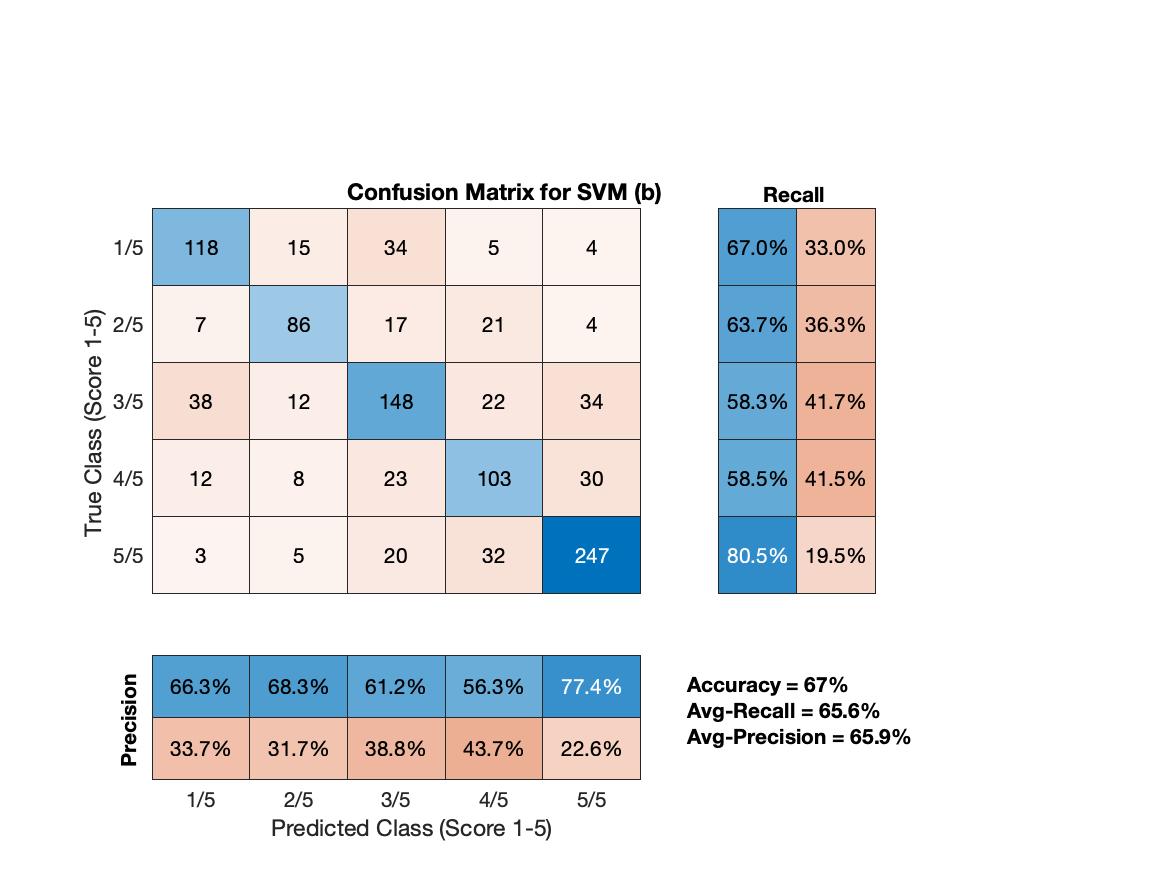 Confusion Matrix for SVM (b)
Recall
True Class (Score 1-5)
1/5 118 15 34 5 4 67.0% 33.0%
2/5 7 86 17 21 4 63.7% 36.3%
3/5 38 12 148 22 34 58.3% 41.7%
4/5 12 8 23 103 30 58.5% 41.5%
5/5 3 5 20 32 247 80.5% 19.5%
Precision
66.3% 68.3% 61.2% 56.3% 77.4%
33.7% 31.7% 38.8% 43.7% 22.6%
1/5 2/5 3/5 4/5 5/5
Predicted Class (Score 1-5)
Accuracy = 67%
Avg-Recall = 65.6%
Avg-Precision = 65.9%